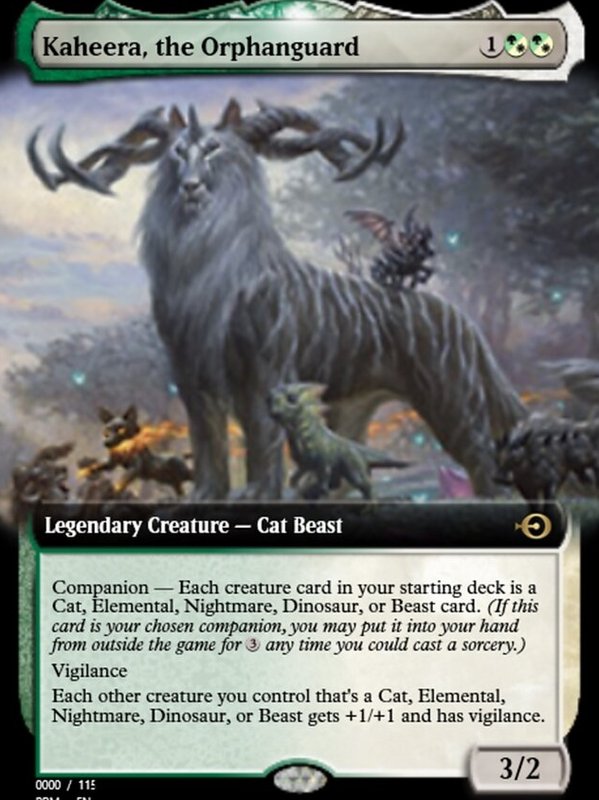 Kaheera, the Orphanguard 1
Legendary Creature — Cat Beast
Companion — Each creature card in your starting deck is a
Cat, Elemental, Nightmare, Dinosaur, or Beast card. (If this
card is your chosen companion, you may put it into your hand
from outside the game for 3 any time you could cast a sorcery.)
Vigilance
Each other creature you control that's a Cat, Elemental,
Nightmare, Dinosaur, or Beast gets +1/+1 and has vigilance.
3/2
0000 / 115